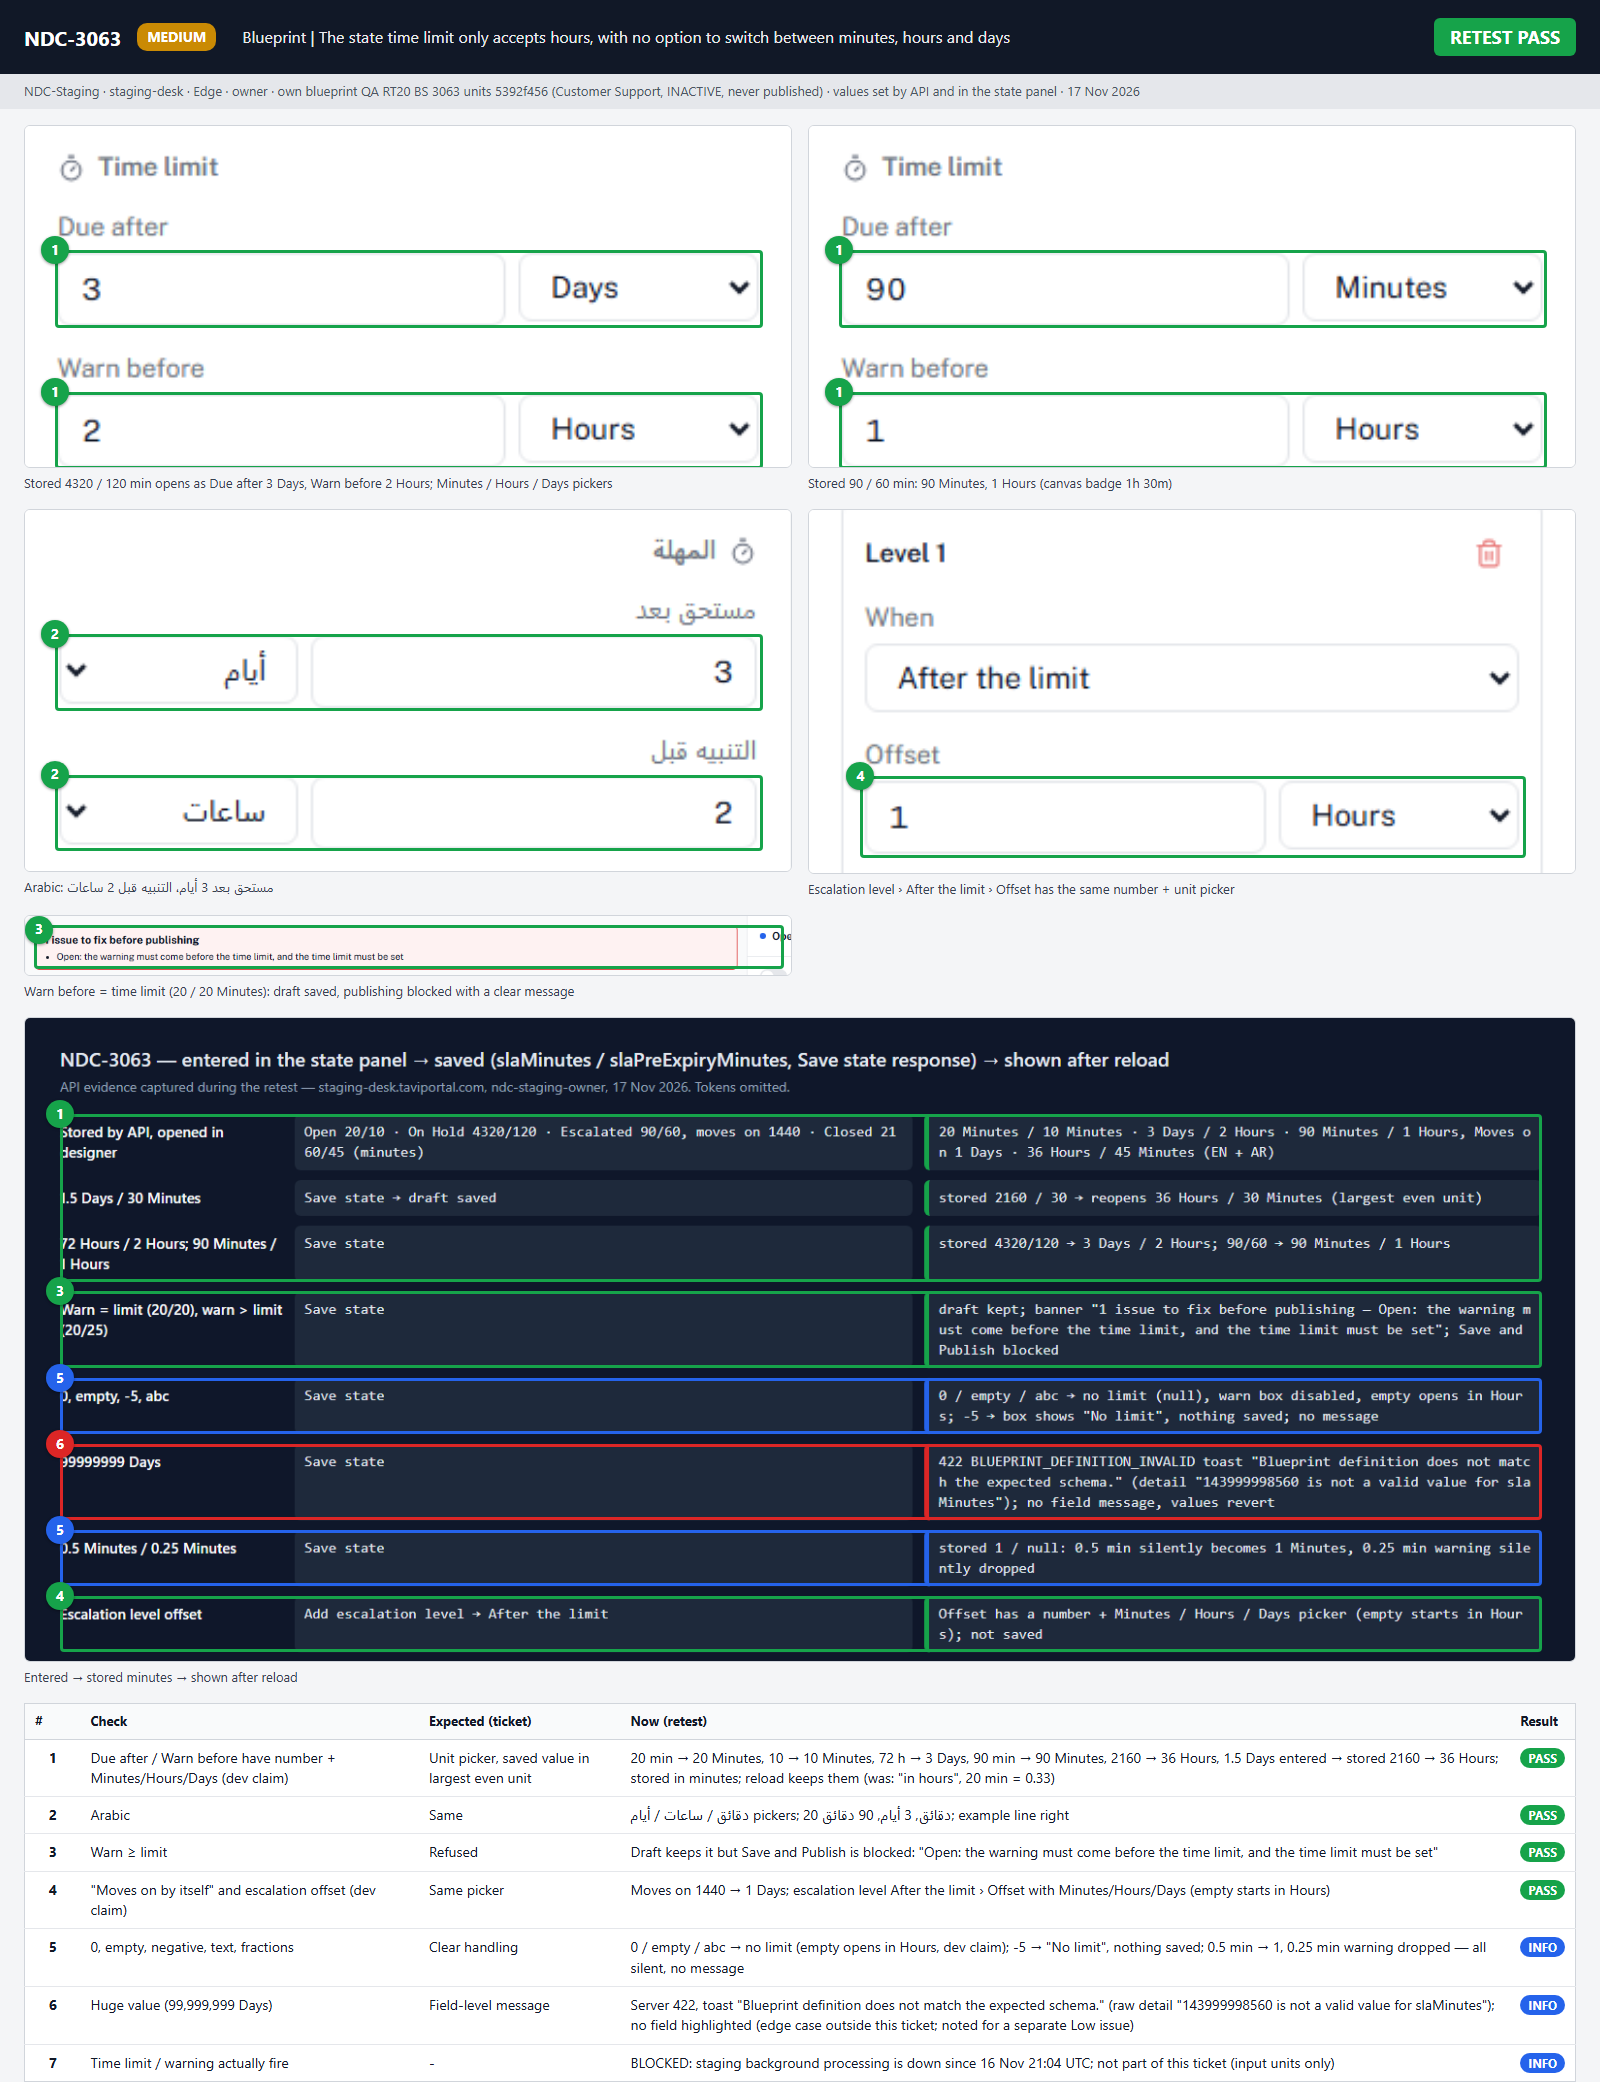 NDC-3063 MEDIUM Blueprint | The state time limit only accepts hours, with no option to switch between minutes, hours and days RETEST PASS
NDC-Staging · staging-desk · Edge · owner · own blueprint QA RT20 BS 3063 units 5392f456 (Customer Support, INACTIVE, never published) · values set by API and in the state panel · 17 Nov 2026
Time limit
Due after
1
3 Days
Warn before
1
2 Hours
Stored 4320 / 120 min opens as Due after 3 Days, Warn before 2 Hours; Minutes / Hours / Days pickers
Time limit
Due after
1
90 Minutes
Warn before
1
1 Hours
Stored 90 / 60 min: 90 Minutes, 1 Hours (canvas badge 1h 30m)
المهلة
مستحق بعد
2
3 أيام
التنبيه قبل
2
2 ساعات
Arabic: مستحق بعد 3 أيام، التنبيه قبل 2 ساعات
Level 1
When
After the limit
Offset
4
1 Hours
Escalation level › After the limit › Offset has the same number + unit picker
3
issue to fix before publishing
• Open: the warning must come before the time limit, and the time limit must be set
Warn before = time limit (20 / 20 Minutes): draft saved, publishing blocked with a clear message
NDC-3063 — entered in the state panel → saved (slaMinutes / slaPreExpiryMinutes, Save state response) → shown after reload
API evidence captured during the retest — staging-desk.taviportal.com, ndc-staging-owner, 17 Nov 2026. Tokens omitted.
1
Stored by API, opened in
designer
Open 20/10 · On Hold 4320/120 · Escalated 90/60, moves on 1440 · Closed 21
60/45 (minutes)
20 Minutes / 10 Minutes · 3 Days / 2 Hours · 90 Minutes / 1 Hours, Moves o
n 1 Days · 36 Hours / 45 Minutes (EN + AR)
1.5 Days / 30 Minutes
Save state → draft saved
stored 2160 / 30 → reopens 36 Hours / 30 Minutes (largest even unit)
72 Hours / 2 Hours; 90 Minutes /
1 Hours
Save state
stored 4320/120 → 3 Days / 2 Hours; 90/60 → 90 Minutes / 1 Hours
3
Warn = limit (20/20), warn > limit
(20/25)
Save state
draft kept; banner "1 issue to fix before publishing — Open: the warning m
ust come before the time limit, and the time limit must be set"; Save and
Publish blocked
5
0, empty, -5, abc
Save state
0 / empty / abc → no limit (null), warn box disabled, empty opens in Hour
s; -5 → box shows "No limit", nothing saved; no message
6
99999999 Days
Save state
422 BLUEPRINT_DEFINITION_INVALID toast "Blueprint definition does not matc
h the expected schema." (detail "143999998560 is not a valid value for sla
Minutes"); no field message, values revert
5
0.5 Minutes / 0.25 Minutes
Save state
stored 1 / null: 0.5 min silently becomes 1 Minutes, 0.25 min warning sile
ntly dropped
4
Escalation level offset
Add escalation level → After the limit
Offset has a number + Minutes / Hours / Days picker (empty starts in Hour
s); not saved
Entered → stored minutes → shown after reload
# Check Expected (ticket) Now (retest) Result
1 Due after / Warn before have number +
Minutes/Hours/Days (dev claim)
Unit picker, saved value in
largest even unit
20 min → 20 Minutes, 10 → 10 Minutes, 72 h → 3 Days, 90 min → 90 Minutes, 2160 → 36 Hours, 1.5 Days entered → stored 2160 → 36 Hours;
stored in minutes; reload keeps them (was: "in hours", 20 min = 0.33)
PASS
2 Arabic Same دقائق / ساعات / أيام pickers; 20 دقائق, 3 أيام, 90 دقائق; example line right PASS
3 Warn ≥ limit Refused Draft keeps it but Save and Publish is blocked: "Open: the warning must come before the time limit, and the time limit must be set" PASS
4 "Moves on by itself" and escalation offset (dev
claim)
Same picker
Moves on 1440 → 1 Days; escalation level After the limit › Offset with Minutes/Hours/Days (empty starts in Hours)
PASS
5 0, empty, negative, text, fractions Clear handling
0 / empty / abc → no limit (empty opens in Hours, dev claim); -5 → "No limit", nothing saved; 0.5 min → 1, 0.25 min warning dropped — all
silent, no message
INFO
6 Huge value (99,999,999 Days) Field-level message
Server 422, toast "Blueprint definition does not match the expected schema." (raw detail "143999998560 is not a valid value for slaMinutes");
no field highlighted (edge case outside this ticket; noted for a separate Low issue)
INFO
7 Time limit / warning actually fire - BLOCKED: staging background processing is down since 16 Nov 21:04 UTC; not part of this ticket (input units only) INFO